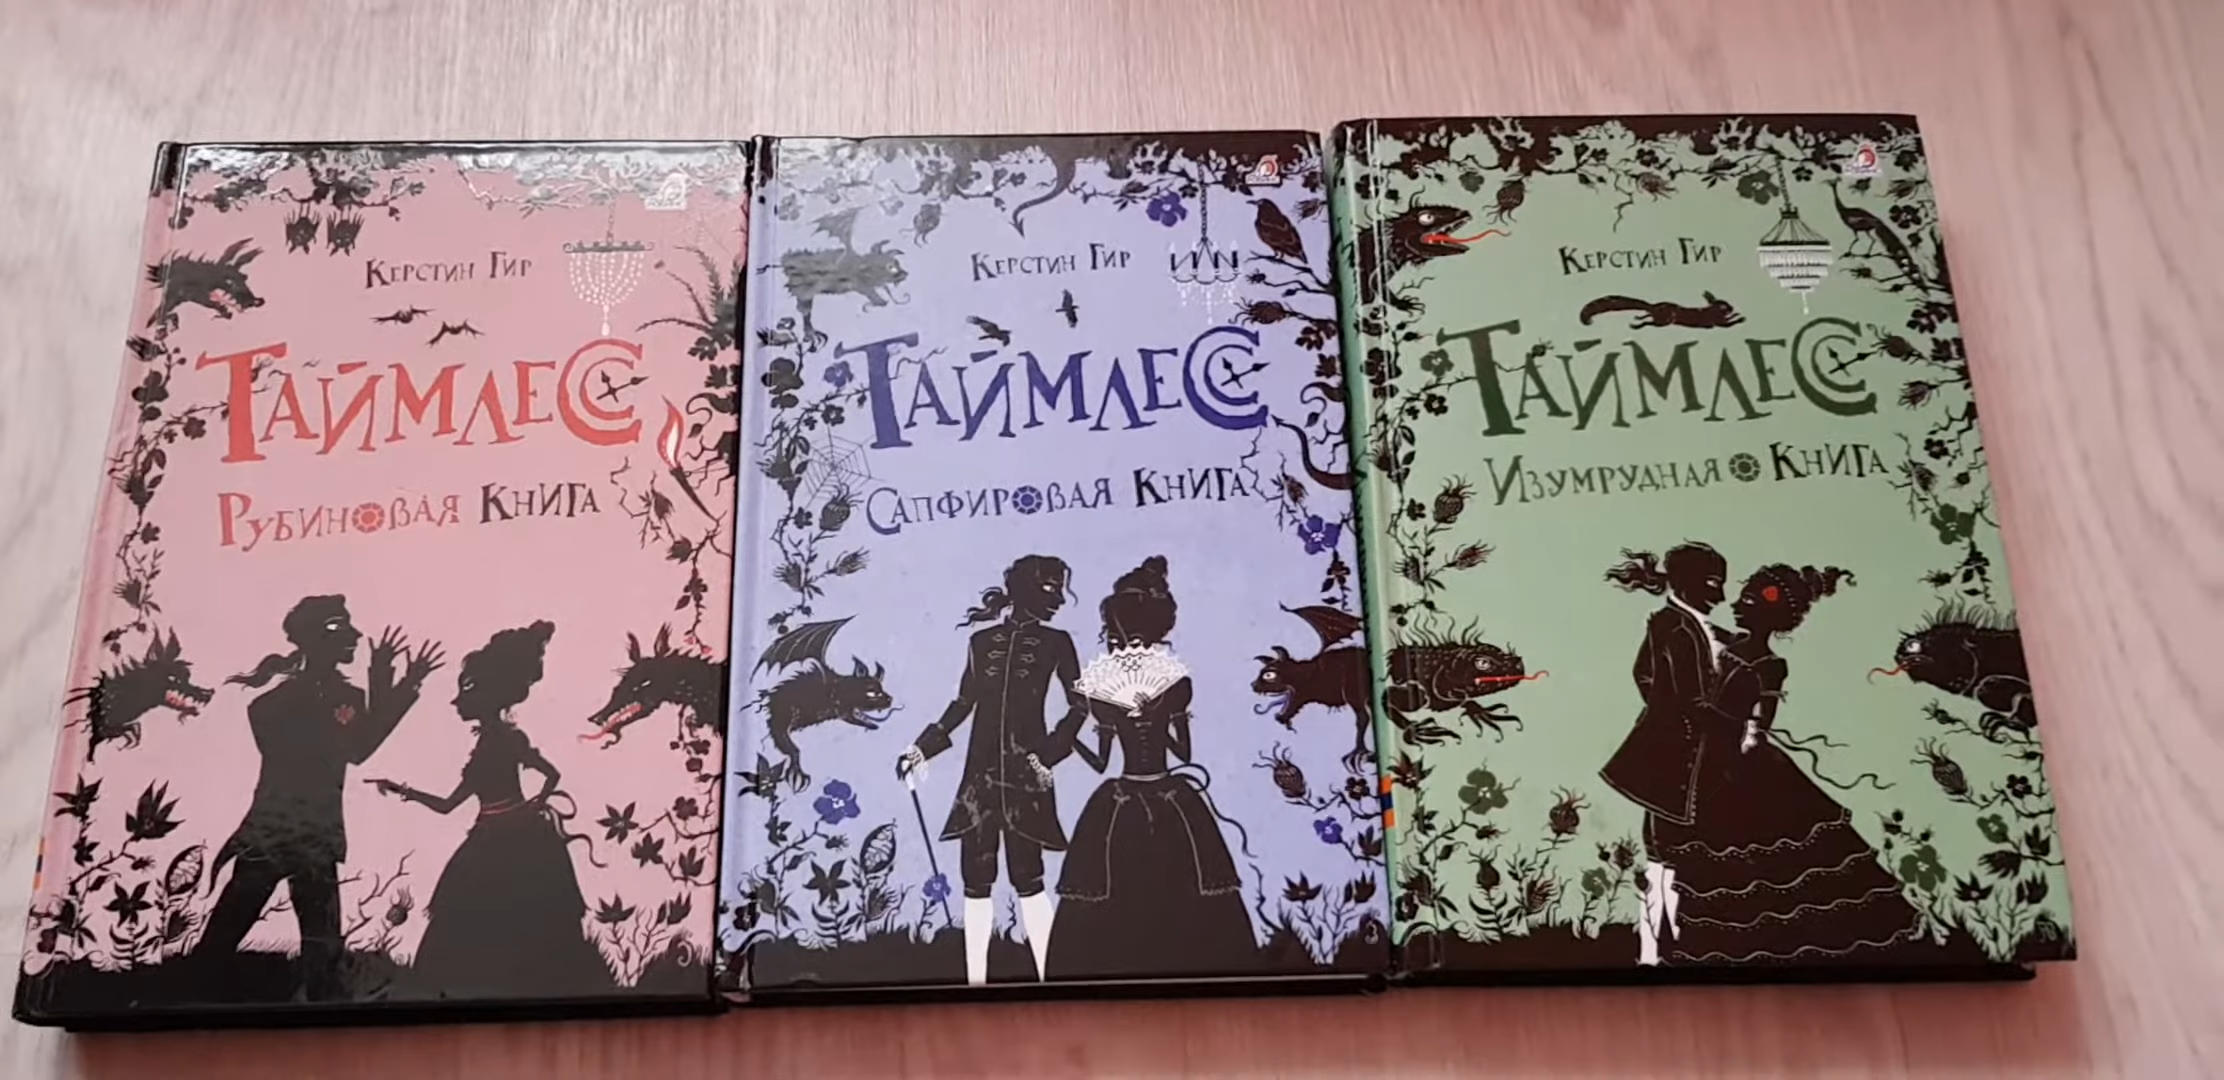 Керстин Гир
Таймлесс
Рубиновая книга
Керстин Гир
Таймлесс
Сапфировая книга
Керстин Гир
Таймлесс
Изумрудная книга